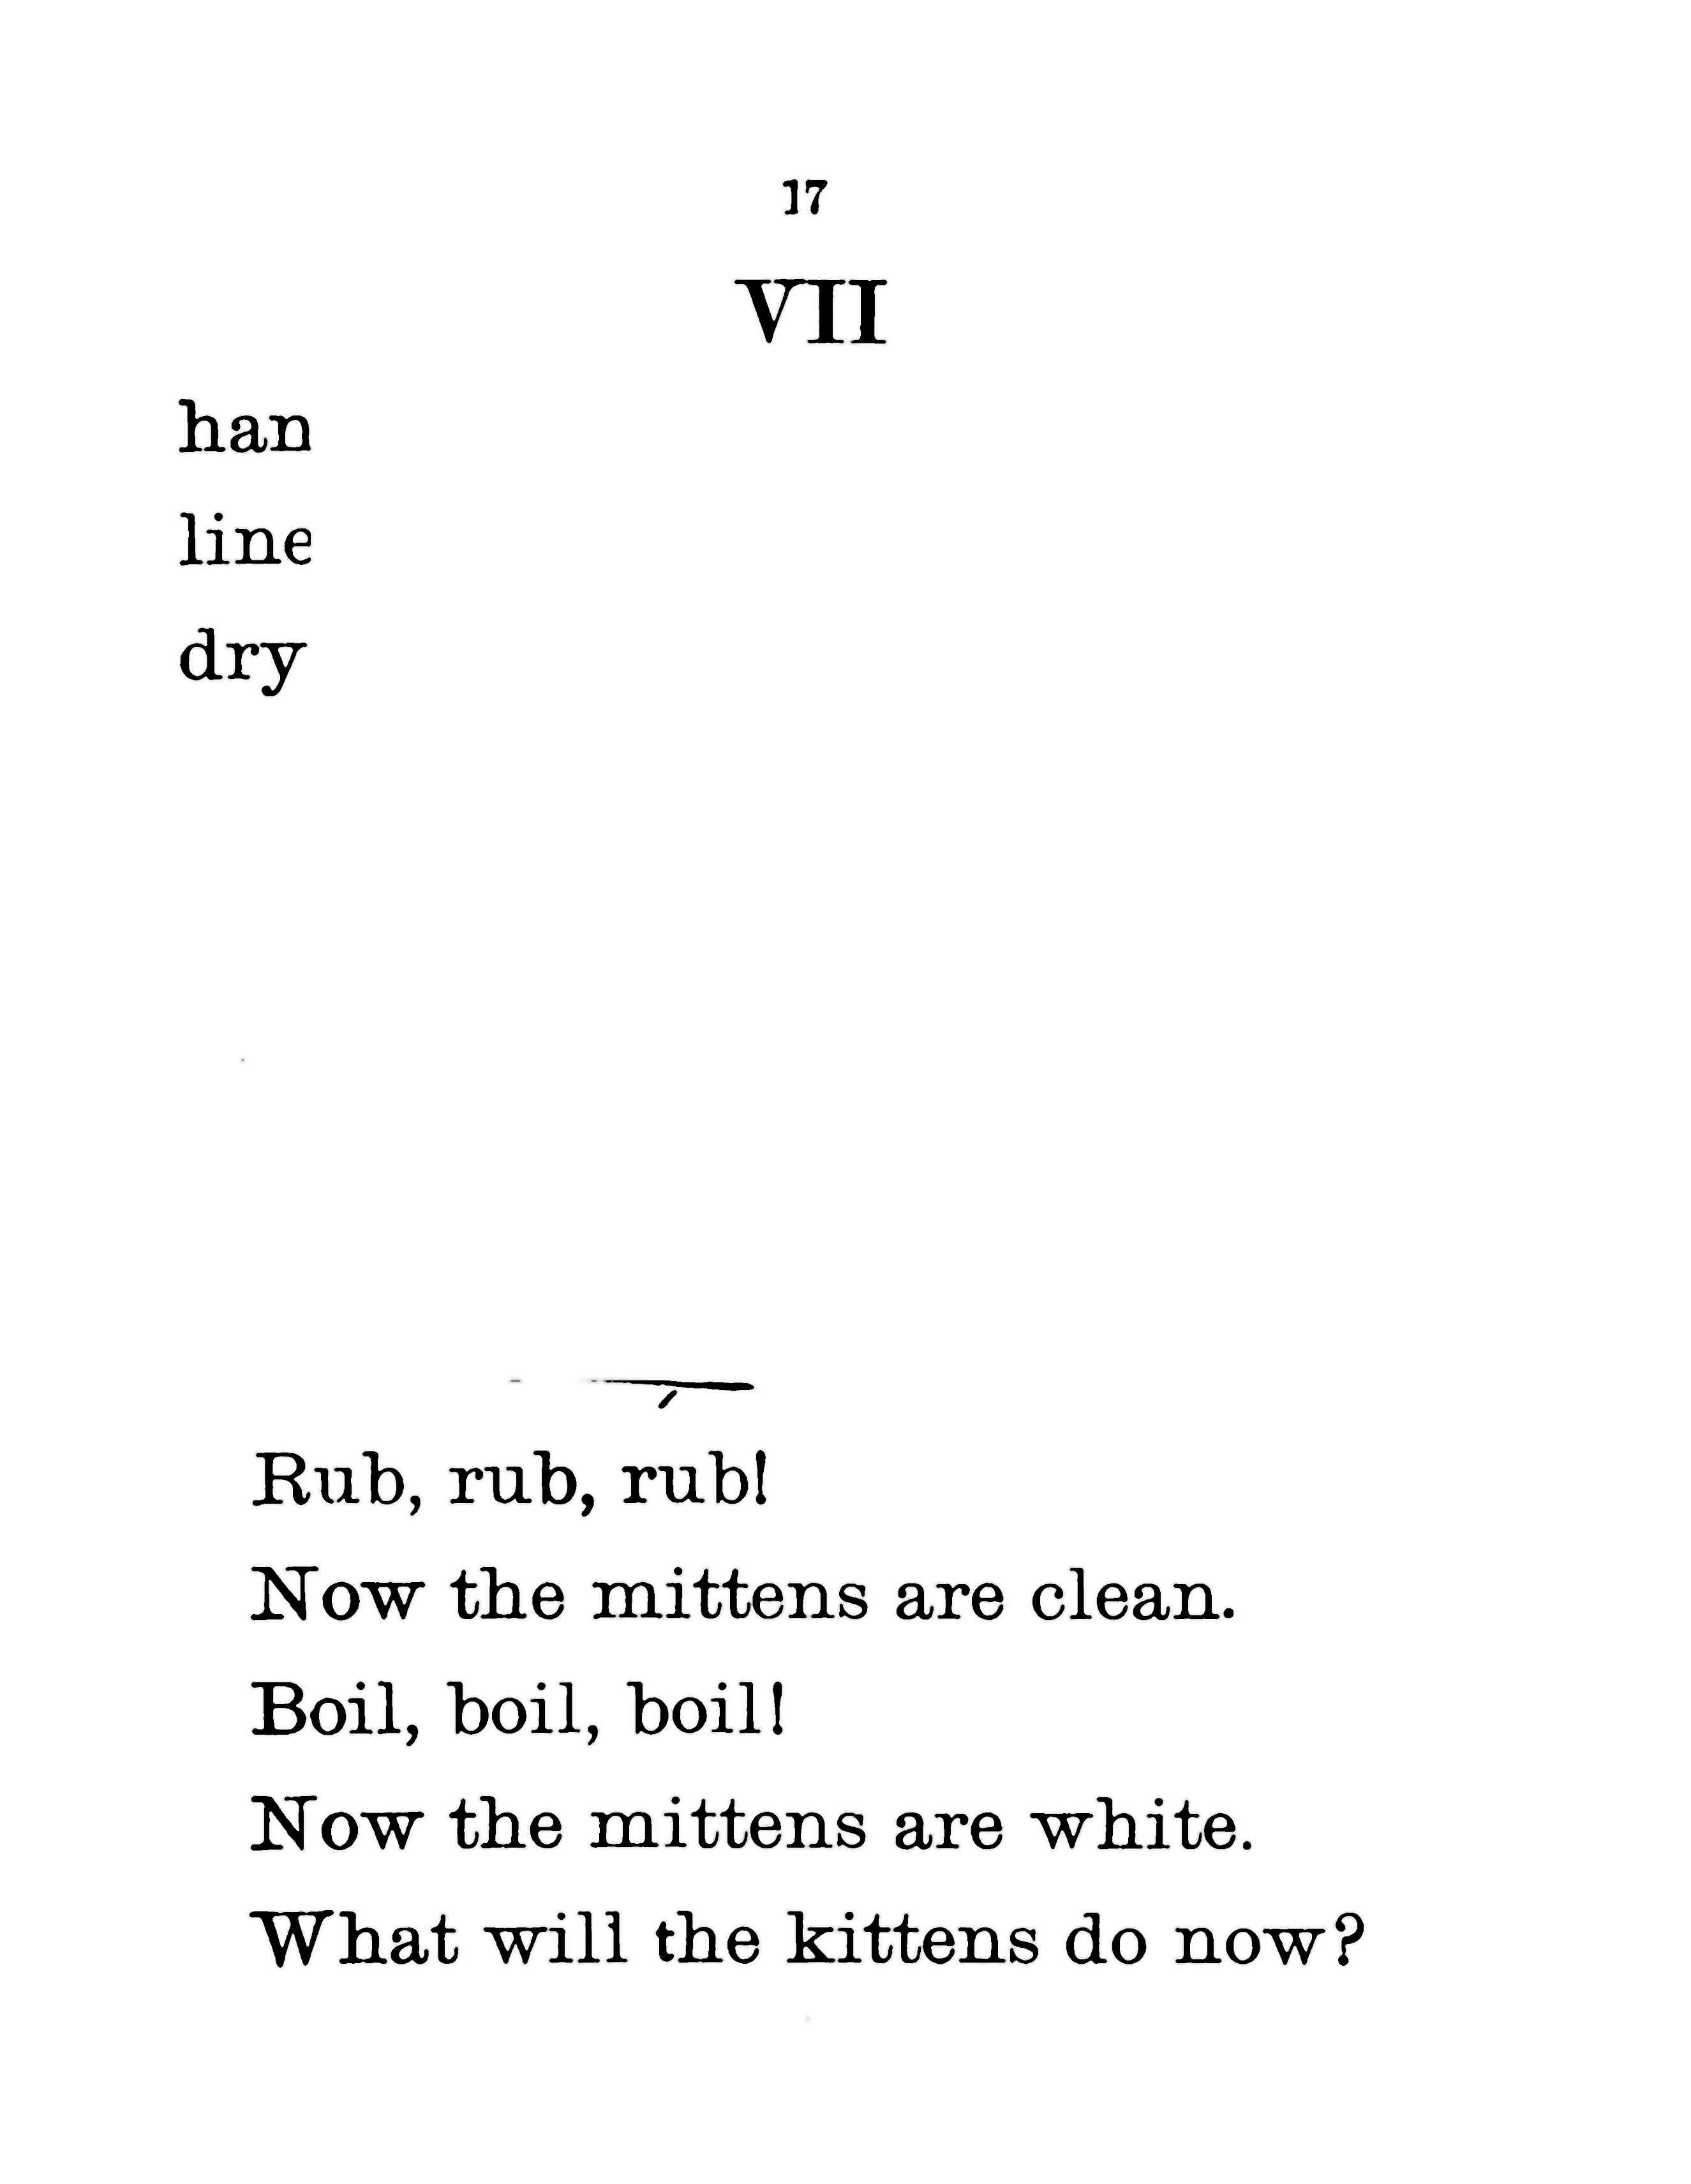 17
VII
han
line
dry
Rub, rub, rub!
Now the mittens are clean.
Boil, boil, boil!
Now the mittens are white.
What will the kittens do now?